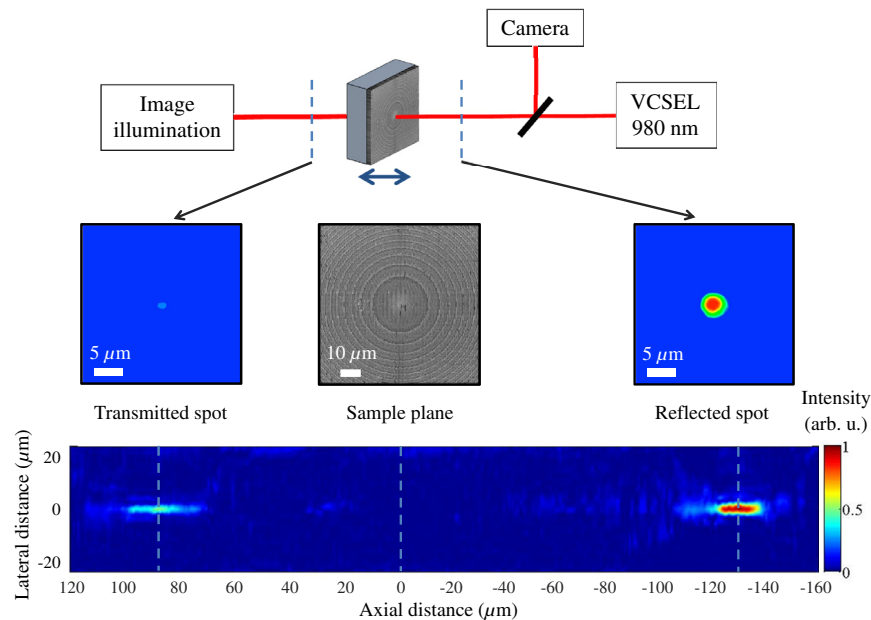 Camera
Image
illumination
VCSEL
980 nm
5 µm
10 µm
5 µm
Transmitted spot
Sample plane
Reflected spot
Intensity
(arb. u.)
Lateral distance (µm)
20
0
-20
1
0.5
0
120 100 80 60 40 20 0 -20 -40 -60 -80 -100 -120 -140 -160
Axial distance (µm)